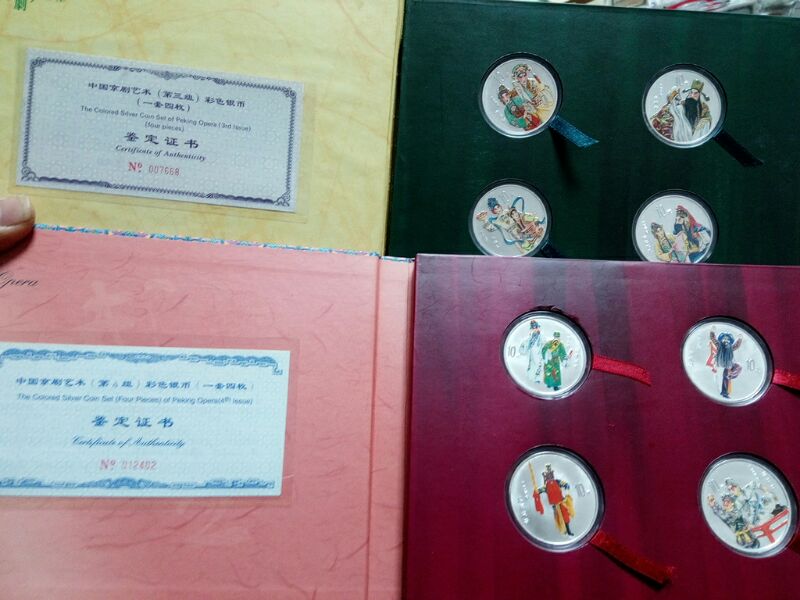 劇
中国京剧艺术（第三组）彩色银币
（一套四枚）
The Colored Silver Coin Set of Peking Opera (3rd Issue)
(four pieces)
鉴定证书
Certificate of Authenticity
№ 007668
Opera
中国京剧艺术（第4组）彩色银币（一套四枚）
The Colored Silver Coin Set (Four Pieces) of Peking Opera(4th Issue)
鉴定证书
Certificate of Authenticity
№ 012402
10
10